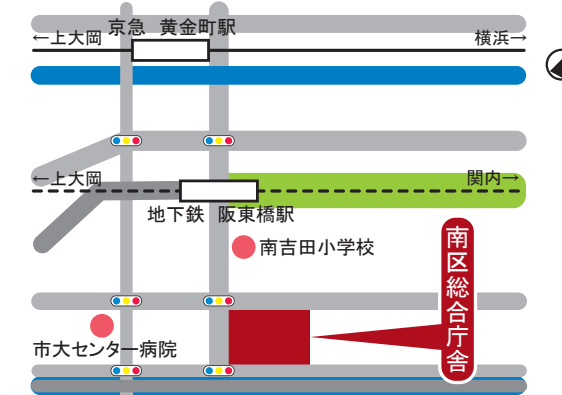 京急 黄金町駅
←上大岡
横浜→
←上大岡
関内→
地下鉄 阪東橋駅
南吉田小学校
南区総合庁舎
市大センター病院